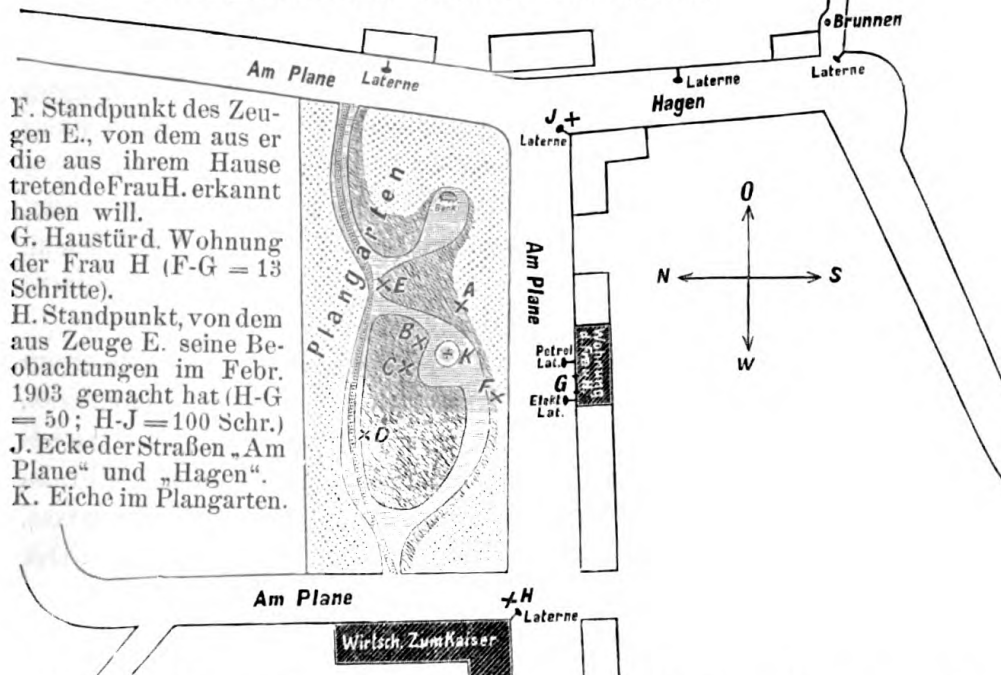 Brunnen
Am Plane
Laterne
Laterne
Laterne
Hagen
J
Laterne
F. Standpunkt des Zeu-
gen E., von dem aus er
die aus ihrem Hause
tretende Frau H. erkannt
haben will.
G. Haustür d. Wohnung
der Frau H (F-G = 13
Schritte).
H. Standpunkt, von dem
aus Zeuge E. seine Be-
obachtungen im Febr.
1903 gemacht hat (H-G
= 50; H-J = 100 Schr.)
J. Ecke der Straßen „Am
Plane“ und „Hagen“.
K. Eiche im Plangarten.
Plangarten
Bank
E
A
B
K
C
F
D
Am Plane
O
N
S
W
Petrol
Lat.
G
Elekt
Lat.
Wohnung
Am Plane
H
Laterne
Wirtsch. Zum Kaiser